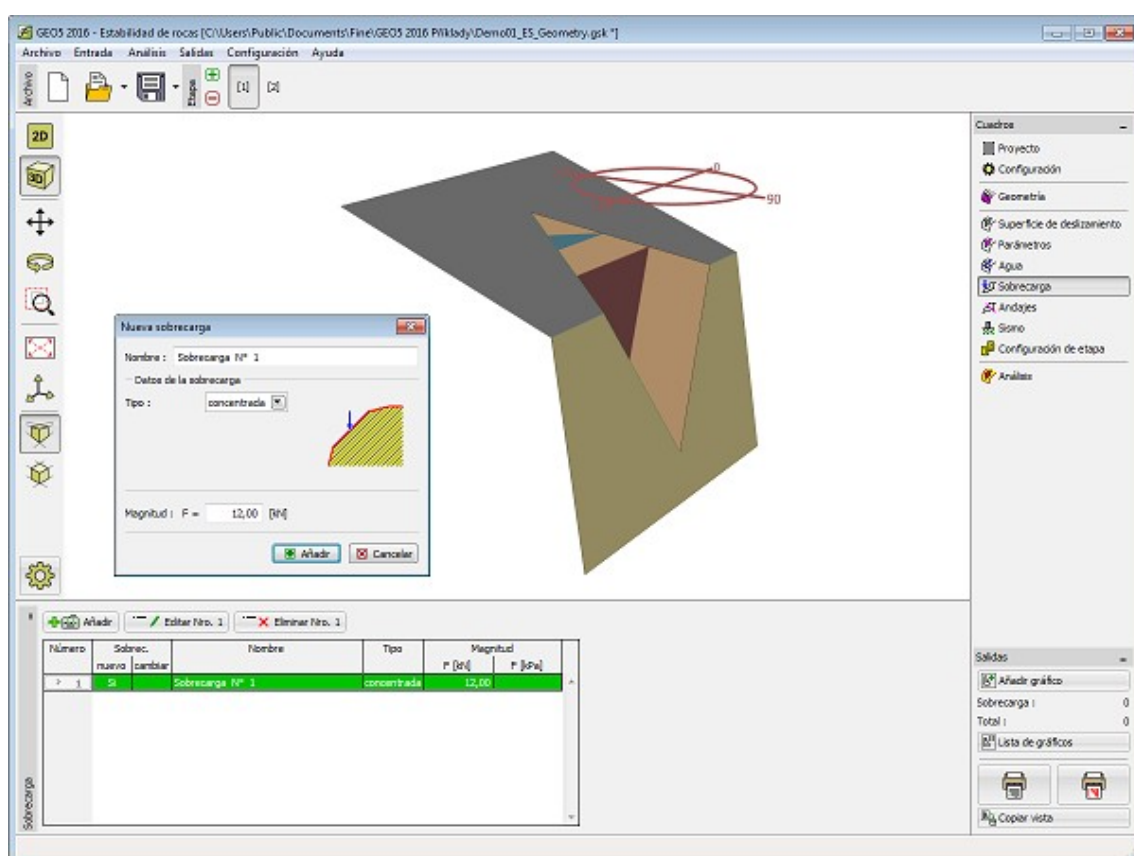 GEO5 2016 - Estabilidad de rocas [C:\Users\Public\Documents\Fine\GEO5 2016 Příklady\Demo01_ES_Geometry.gsk *]
Archivo Entrada Análisis Salidas Configuración Ayuda
Archivo
Etapa
[1] [2]
2D
3D
0
90
Cuadros
Proyecto
Configuración
Geometría
Superficie de deslizamiento
Parámetros
Agua
Sobrecarga
Anclajes
Sismo
Configuración de etapa
Análisis
Nueva sobrecarga
Nombre : Sobrecarga N° 1
Datos de la sobrecarga
Tipo : concentrada
Magnitud : F = 12,00 [kN]
Añadir Cancelar
Añadir Editar Nro. 1 Eliminar Nro. 1
Número Sobrec. Nombre Tipo Magnitud
nuevo cambiar F [kN] F [kPa]
> 1 Si Sobrecarga N° 1 concentrada 12,00
Sobrecarga
Salidas
Añadir gráfico
Sobrecarga : 0
Total : 0
Lista de gráficos
Copiar vista